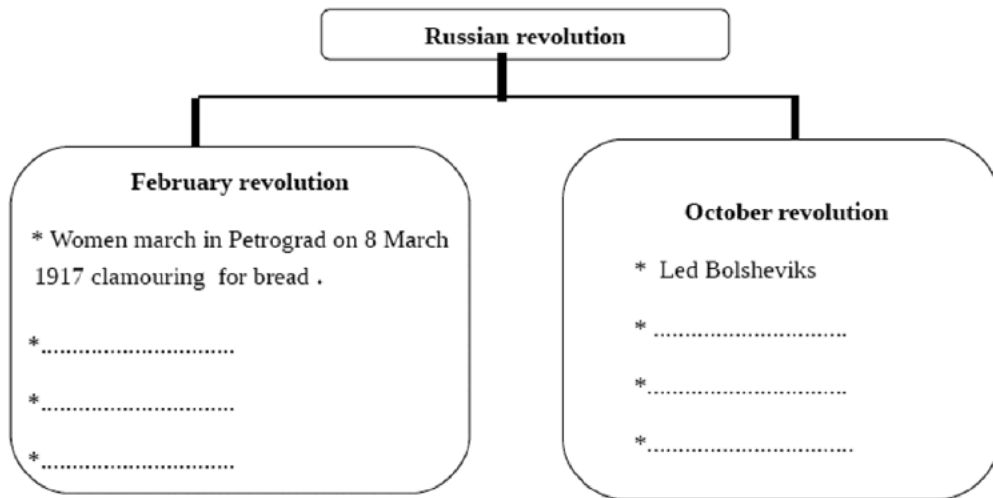 Russian revolution
February revolution
* Women march in Petrograd on 8 March
1917 clamouring for bread .
*...............................
*...............................
*...............................
October revolution
* Led Bolsheviks
* ...............................
*...............................
*................................